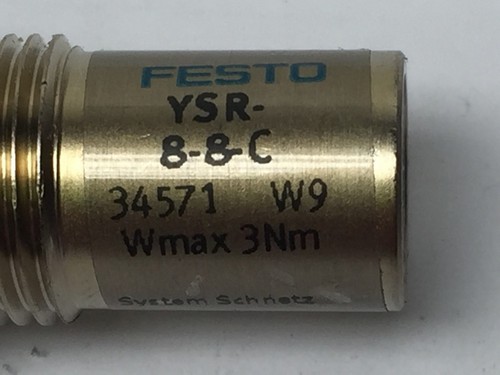 FESTO
YSR-
8-8-C
34571 W9
Wmax 3Nm
System Schnetz